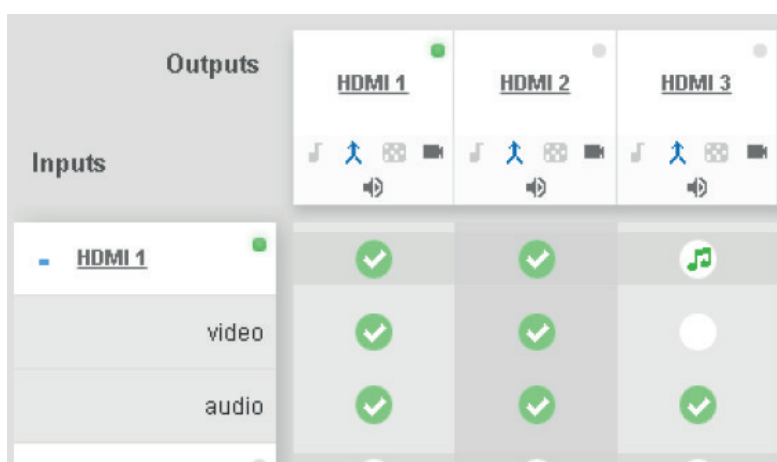 Outputs
HDMI 1
HDMI 2
HDMI 3
Inputs
HDMI 1
video
audio